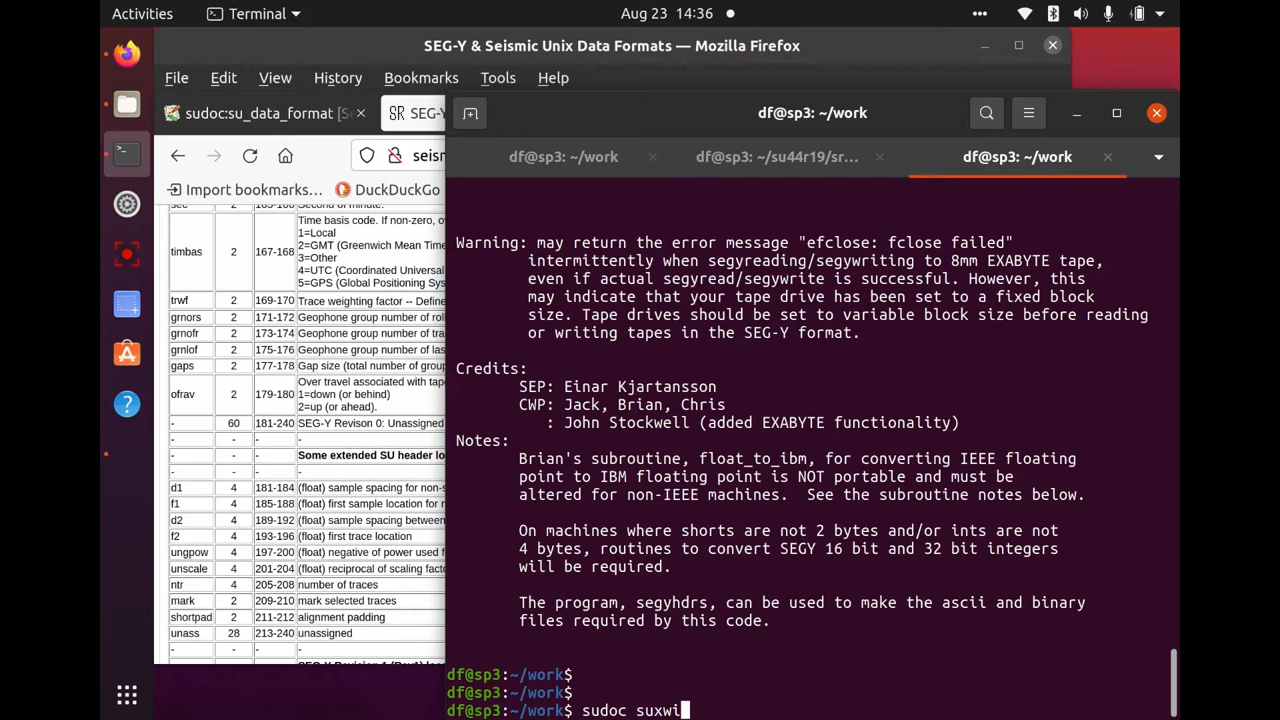 Activities
Terminal
Aug 23 14:36
SEG-Y & Seismic Unix Data Formats — Mozilla Firefox
File Edit View History Bookmarks Tools Help
sudoc:su_data_format [S
SR SEG-Y
seisn
Import bookmarks…
DuckDuckGo
timbas 2 167-168 Time basis code. If non-zero, ov
1=Local
2=GMT (Greenwich Mean Time
3=Other
4=UTC (Coordinated Universal
5=GPS (Global Positioning Sys
trwf 2 169-170 Trace weighting factor -- Define
grnors 2 171-172 Geophone group number of roll
grnofr 2 173-174 Geophone group number of tra
grnlof 2 175-176 Geophone group number of las
gaps 2 177-178 Gap size (total number of group
ofrav 2 179-180 Over travel associated with tape
1=down (or behind)
2=up (or ahead).
- 60 181-240 SEG-Y Revison 0: Unassigned
- - - -
- - - Some extended SU header lo
- - - -
d1 4 181-184 (float) sample spacing for non-s
f1 4 185-188 (float) first sample location for n
d2 4 189-192 (float) sample spacing between
f2 4 193-196 (float) first trace location
ungpow 4 197-200 (float) negative of power used f
unscale 4 201-204 (float) reciprocal of scaling facto
ntr 4 205-208 number of traces
mark 2 209-210 mark selected traces
shortpad 2 211-212 alignment padding
unass 28 213-240 unassigned
- - - -
df@sp3: ~/work
df@sp3: ~/work
df@sp3: ~/su44r19/sr…
df@sp3: ~/work
Warning: may return the error message "efclose: fclose failed"
intermittently when segyreading/segywriting to 8mm EXABYTE tape,
even if actual segyread/segywrite is successful. However, this
may indicate that your tape drive has been set to a fixed block
size. Tape drives should be set to variable block size before reading
or writing tapes in the SEG-Y format.
Credits:
SEP: Einar Kjartansson
CWP: Jack, Brian, Chris
: John Stockwell (added EXABYTE functionality)
Notes:
Brian's subroutine, float_to_ibm, for converting IEEE floating
point to IBM floating point is NOT portable and must be
altered for non-IEEE machines. See the subroutine notes below.
On machines where shorts are not 2 bytes and/or ints are not
4 bytes, routines to convert SEGY 16 bit and 32 bit integers
will be required.
The program, segyhdrs, can be used to make the ascii and binary
files required by this code.
df@sp3:~/work$
df@sp3:~/work$
df@sp3:~/work$ sudoc suxwi